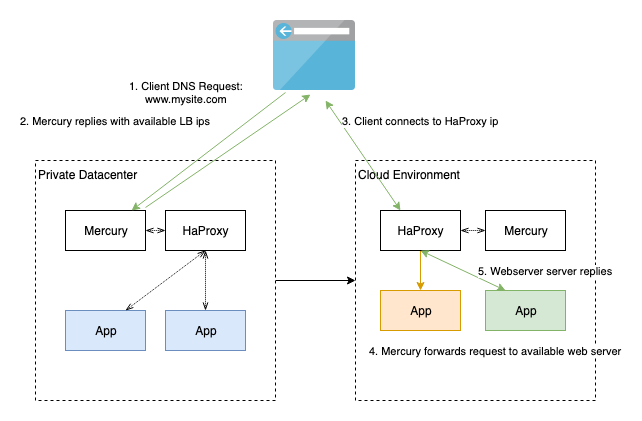 1. Client DNS Request:
www.mysite.com
2. Mercury replies with available LB ips
3. Client connects to HaProxy ip
Private Datacenter
Cloud Environment
Mercury
HaProxy
HaProxy
Mercury
5. Webserver server replies
App
App
App
App
4. Mercury forwards request to available web server